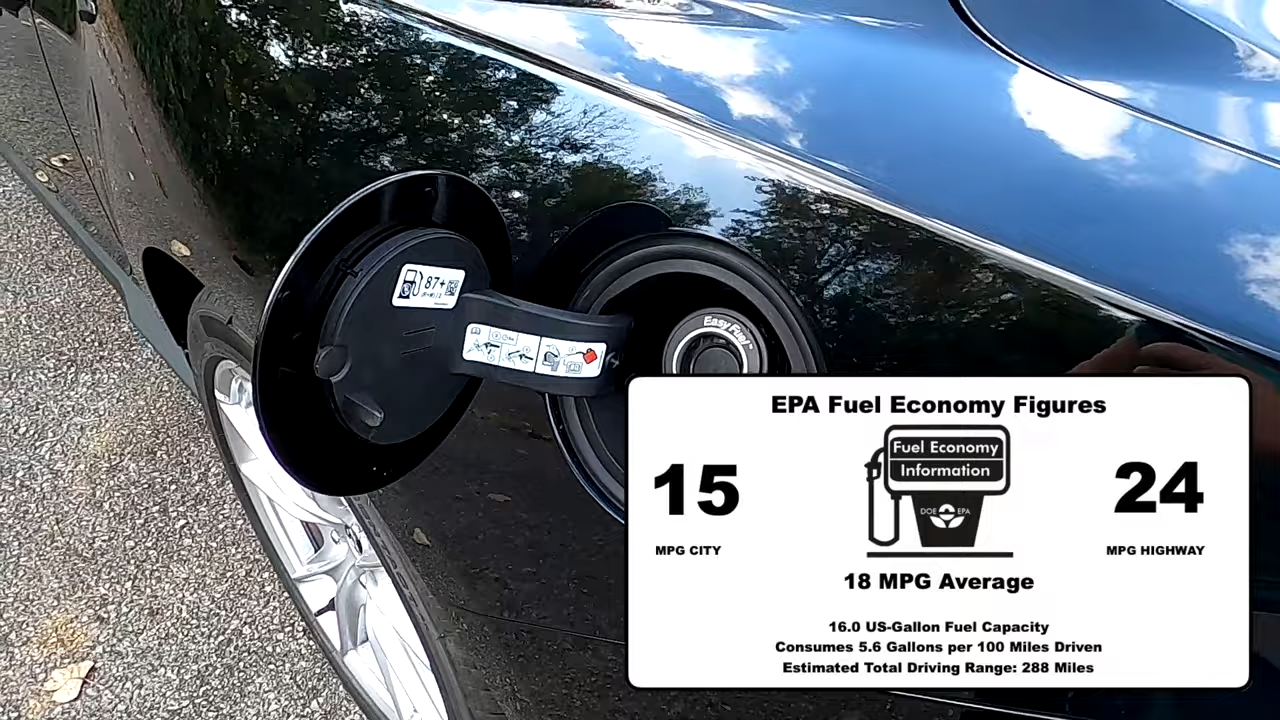 87+
Easy Fuel™
EPA Fuel Economy Figures
Fuel Economy
Information
15
24
DOE EPA
MPG CITY
MPG HIGHWAY
18 MPG Average
16.0 US-Gallon Fuel Capacity
Consumes 5.6 Gallons per 100 Miles Driven
Estimated Total Driving Range: 288 Miles